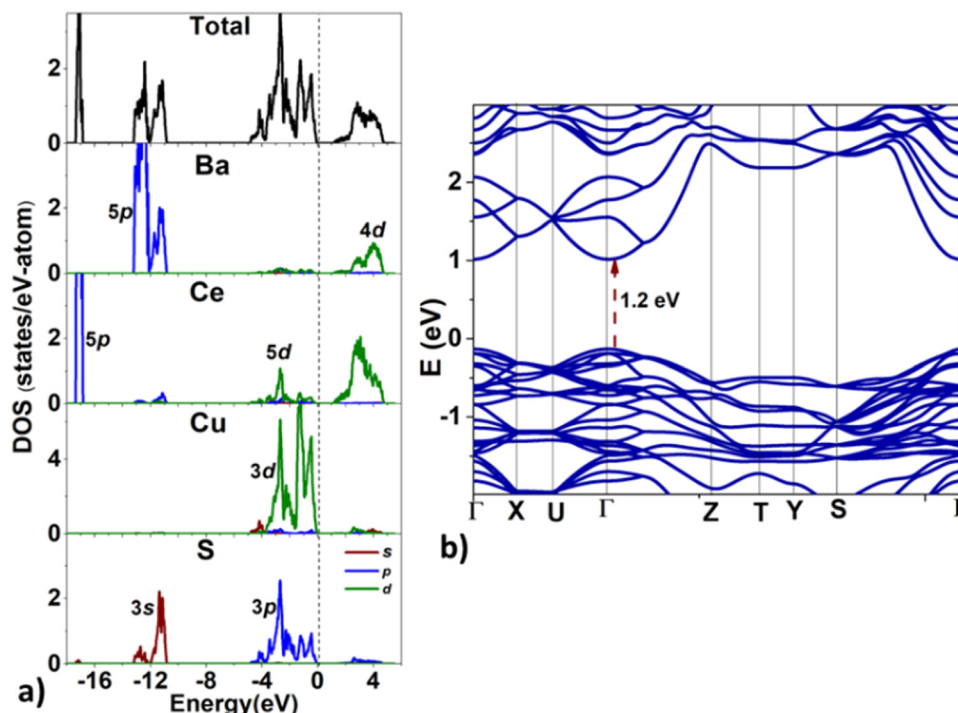 Total
2
0
Ba
5p
4d
2
0
Ce
5p
5d
2
0
Cu
3d
4
0
S
s
p
d
3s
3p
2
0
-16 -12 -8 -4 0 4
Energy(eV)
DOS (states/eV-atom)
a)
2
1
0
-1
E (eV)
1.2 eV
Γ X U Γ Z T Y S Γ
b)